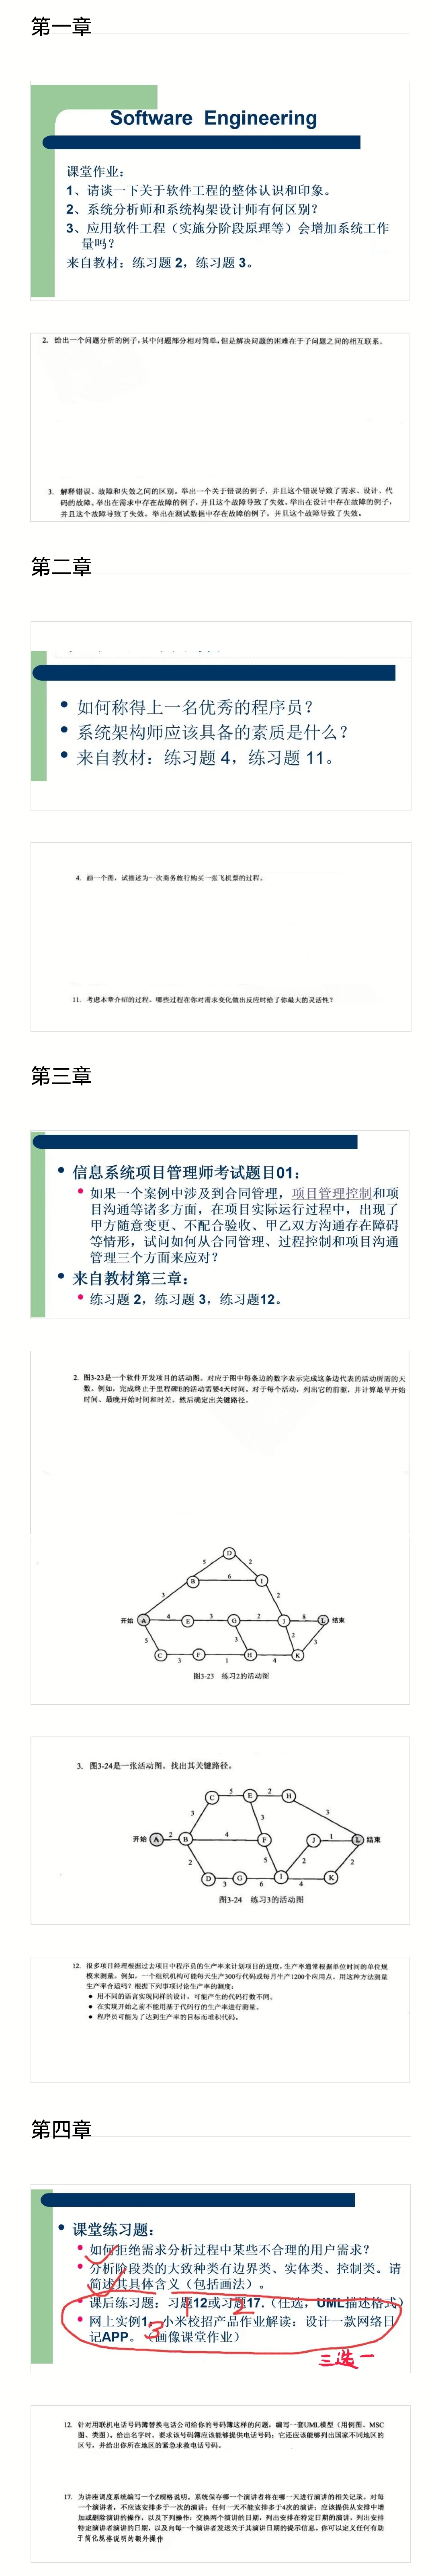 第一章
Software Engineering
课堂作业：
1、请谈一下关于软件工程的整体认识和印象。
2、系统分析师和系统构架设计师有何区别？
3、应用软件工程（实施分阶段原理等）会增加系统工作
量吗？
来自教材：练习题 2，练习题 3。
2. 给出一个问题分析的例子，其中问题部分相对简单，但是解决问题的困难在于子问题之间的相互联系。
3. 解释错误、故障和失效之间的区别。举出一个关于错误的例子，并且这个错误导致了需求、设计、代
码的故障。举出在需求中存在故障的例子，并且这个故障导致了失效。举出在设计中存在故障的例子，
并且这个故障导致了失效。举出在测试数据中存在故障的例子，并且这个故障导致了失效。
第二章
如何称得上一名优秀的程序员？
系统架构师应该具备的素质是什么？
来自教材：练习题 4，练习题 11。
4. 画一个图，试描述为一次商务旅行购买一张飞机票的过程。
11. 考虑本章介绍的过程。哪些过程在你对需求变化做出反应时给了你最大的灵活性？
第三章
信息系统项目管理师考试题目01：
如果一个案例中涉及到合同管理，项目管理控制和项
目沟通等诸多方面，在项目实际运行过程中，出现了
甲方随意变更、不配合验收、甲乙双方沟通存在障碍
等情形，试问如何从合同管理、过程控制和项目沟通
管理三个方面来应对？
来自教材第三章：
练习题 2，练习题 3，练习题12。
2. 图3-23是一个软件开发项目的活动图。对应于图中每条边的数字表示完成这条边代表的活动所需的天
数。例如，完成终止于里程碑E的活动需要4天时间。对于每个活动，列出它的前驱，并计算最早开始
时间、最晚开始时间和时差。然后确定出关键路径。
D
5 2
B 6 I
3 2
开始 A 4 E 3 G 2 J 8 L 结束
5 3 2 3
C 3 F 1 H 4 K
图3-23 练习2的活动图
3. 图3-24是一张活动图。找出其关键路径。
C 5 E 2 H
3 3 3
开始 A 2 B 4 F J 1 L 结束
2 5 2 2
D 3 G 6 I 4 K
图3-24 练习3的活动图
12. 很多项目经理根据过去项目中程序员的生产率来计划项目的进度，生产率通常根据单位时间的单位规
模来测量。例如，一个组织机构可能每天生产300行代码或每月生产1200个应用点。用这种方法测量
生产率合适吗？根据下列事项讨论生产率的测度：
用不同的语言实现同样的设计，可能产生的代码行数不同。
在实现开始之前不能用基于代码行的生产率进行测量。
程序员可能为了达到生产率的目标而堆积代码。
第四章
课堂练习题：
如何拒绝需求分析过程中某些不合理的用户需求？
分析阶段类的大致种类有边界类、实体类、控制类。请
简述其具体含义（包括画法）。
课后练习题：习题12或习题17.（任选，UML描述格式）
1 2
网上实例1：小米校招产品作业解读：设计一款网络日
记APP。（画像课堂作业）
3
三选一
12. 针对用联机电话号码簿替换电话公司给你的号码簿这样的问题，编写一套UML模型（用例图、MSC
图、类图）。给出名字时，要求该号码簿应该能够提供电话号码；它还应该能够列出国家不同地区的
区号，并给出你所在地区的紧急求救电话号码。
17. 为讲座调度系统编写一个Z规格说明。系统保存哪一个演讲者将在哪一天进行演讲的相关记录。对每
一个演讲者，不应该安排多于一次的演讲；任何一天不能安排多于4次的演讲；应该提供从安排中增
加或删除演讲的操作，以及下列操作：交换两个演讲的日期，列出安排在特定日期的演讲，列出安排
特定演讲者演讲的日期，以及向每一个演讲者发送关于其演讲日期的提示信息。你可以定义任何有助
于简化规格说明的额外操作